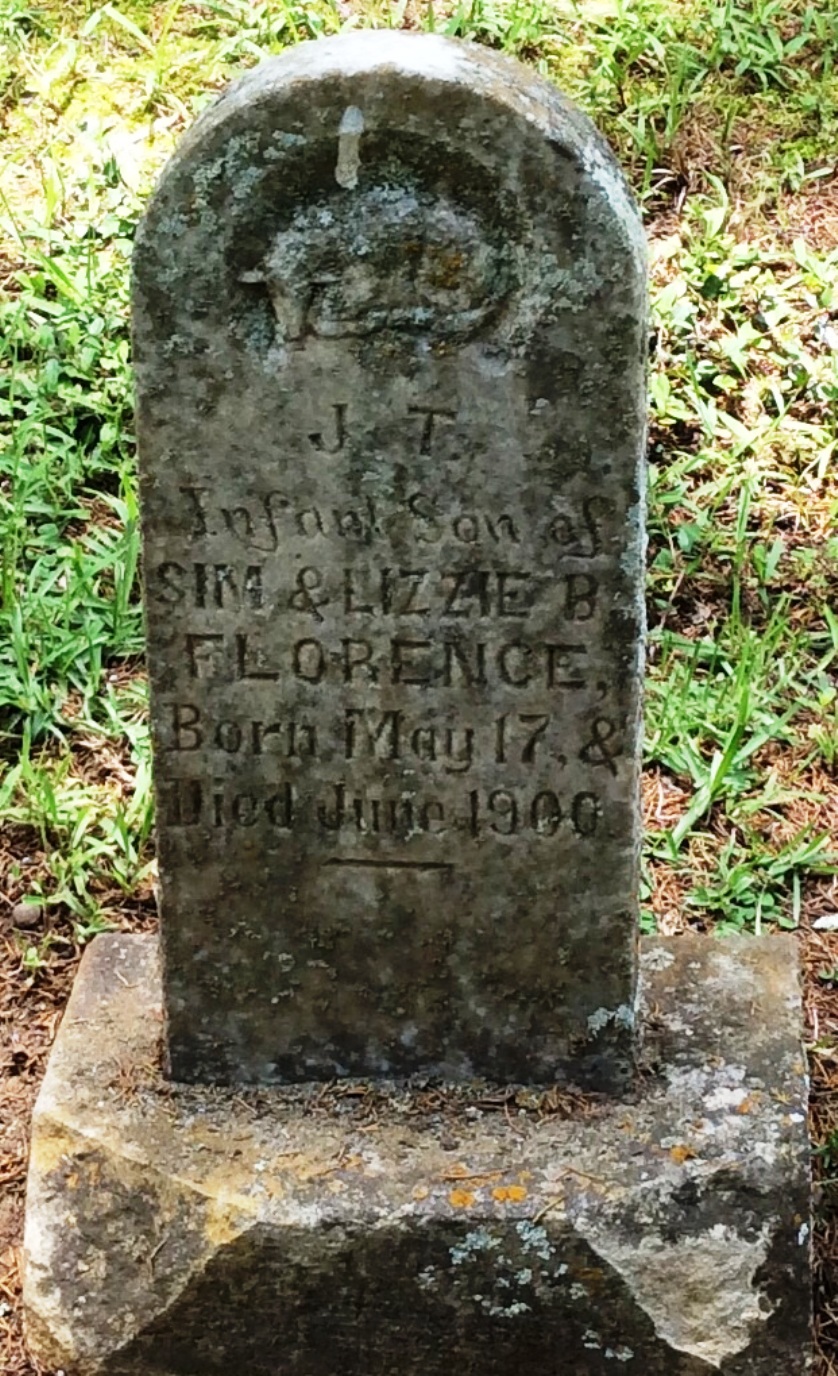 J. T.
Infant Son of
SIM & LIZZIE B
FLORENCE,
Born May 17, &
Died June 1900